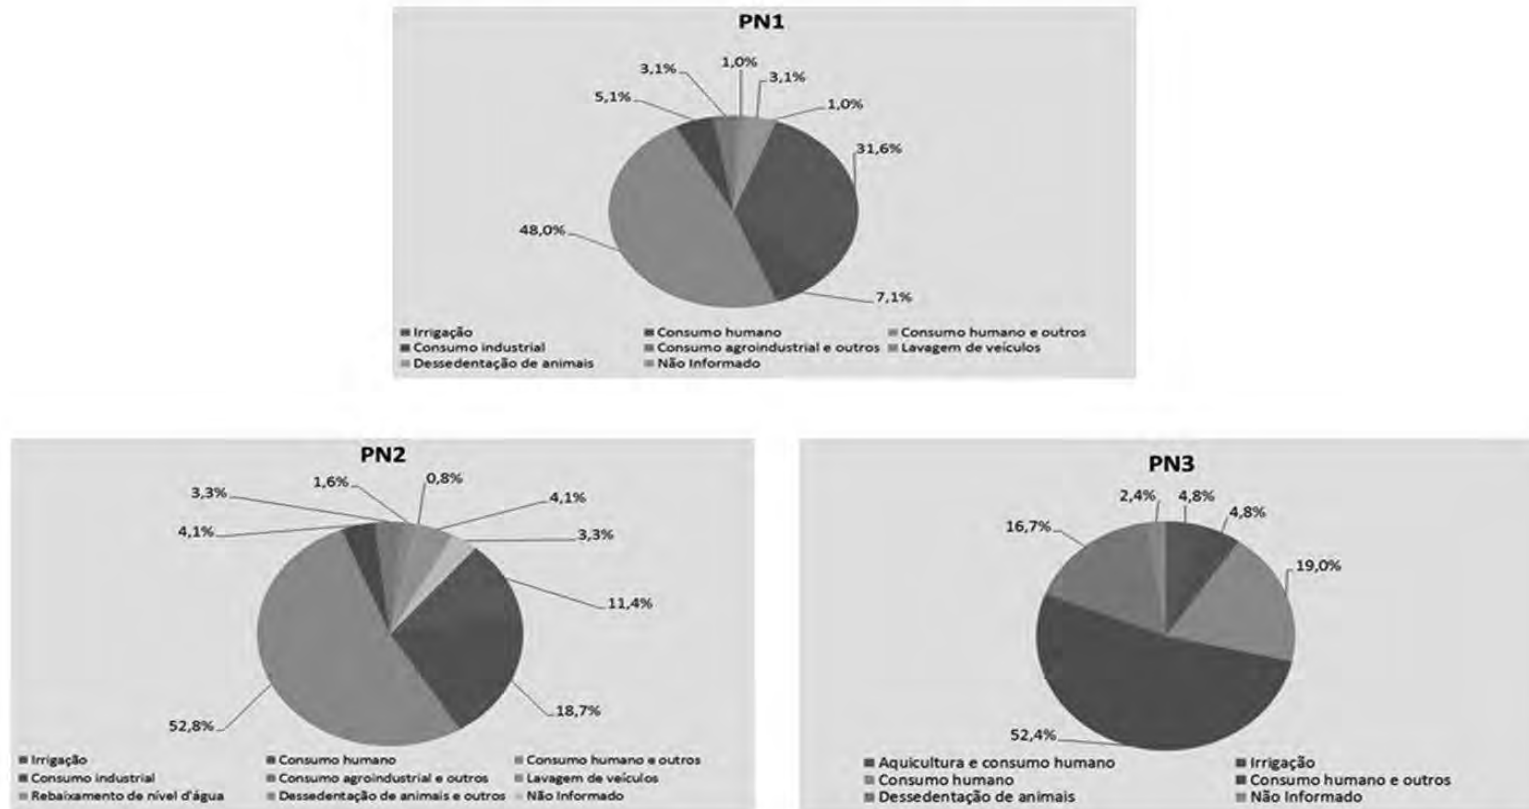 PN1
3,1%
1,0%
3,1%
5,1%
1,0%
31,6%
48,0%
7,1%
Irrigação Consumo humano Consumo humano e outros
Consumo industrial Consumo agroindustrial e outros Lavagem de veículos
Dessedentação de animais Não Informado
PN2
3,3%
1,6%
0,8%
4,1%
4,1%
3,3%
11,4%
18,7%
52,8%
Irrigação Consumo humano Consumo humano e outros
Consumo industrial Consumo agroindustrial e outros Lavagem de veículos
Rebaixamento de nível d'água Dessedentação de animais e outros Não Informado
PN3
2,4%
4,8%
4,8%
16,7%
19,0%
52,4%
Aquicultura e consumo humano Irrigação
Consumo humano Consumo humano e outros
Dessedentação de animais Não Informado